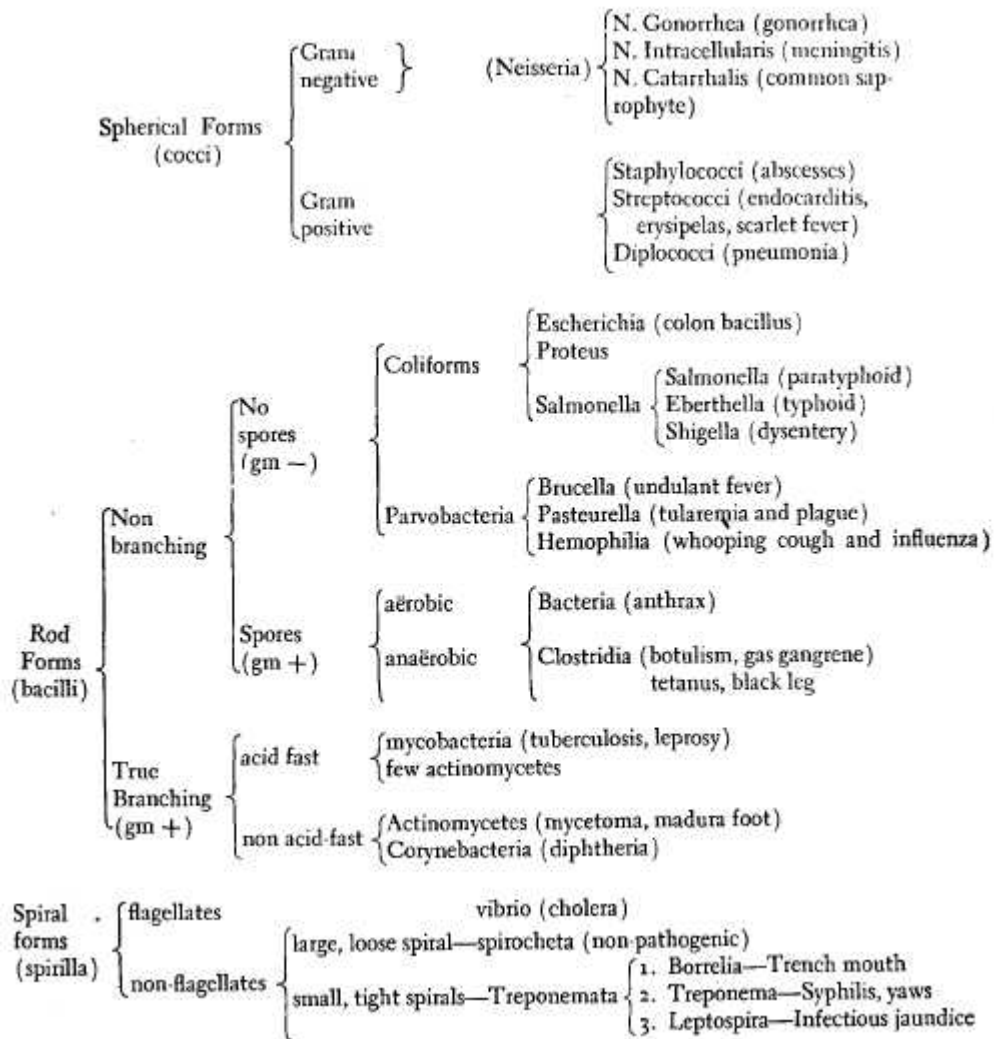 N. Gonorrhea (gonorrhea)
Gram negative
(Neisseria)
N. Intracellularis (meningitis)
N. Catarrhalis (common sap-
rophyte)
Spherical Forms
(cocci)
Gram
positive
Staphylococci (abscesses)
Streptococci (endocarditis,
erysipelas, scarlet fever)
Diplococci (pneumonia)
Rod
Forms
(bacilli)
Non
branching
No
spores
(gm −)
Coliforms
Escherichia (colon bacillus)
Proteus
Salmonella
Salmonella (paratyphoid)
Eberthella (typhoid)
Shigella (dysentery)
Parvobacteria
Brucella (undulant fever)
Pasteurella (tularemia and plague)
Hemophilia (whooping cough and influenza)
Spores
(gm +)
aërobic
Bacteria (anthrax)
anaërobic
Clostridia (botulism, gas gangrene)
tetanus, black leg
True
Branching
(gm +)
acid fast
mycobacteria (tuberculosis, leprosy)
few actinomycetes
non acid-fast
Actinomycetes (mycetoma, madura foot)
Corynebacteria (diphtheria)
Spiral
forms
(spirilla)
flagellates
vibrio (cholera)
non-flagellates
large, loose spiral—spirocheta (non-pathogenic)
small, tight spirals—Treponemata
1. Borrelia—Trench mouth
2. Treponema—Syphilis, yaws
3. Leptospira—Infectious jaundice